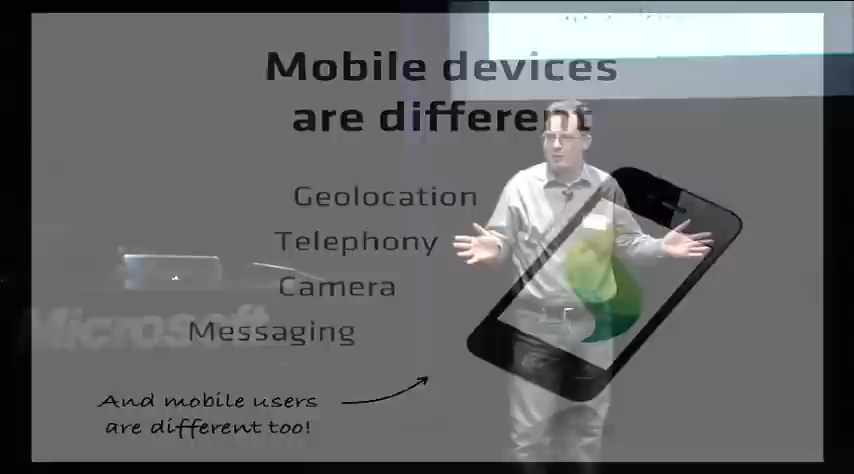 Mobile devices
are different
Geolocation
Telephony
Camera
Microsoft
Messaging
And mobile users
are different too!